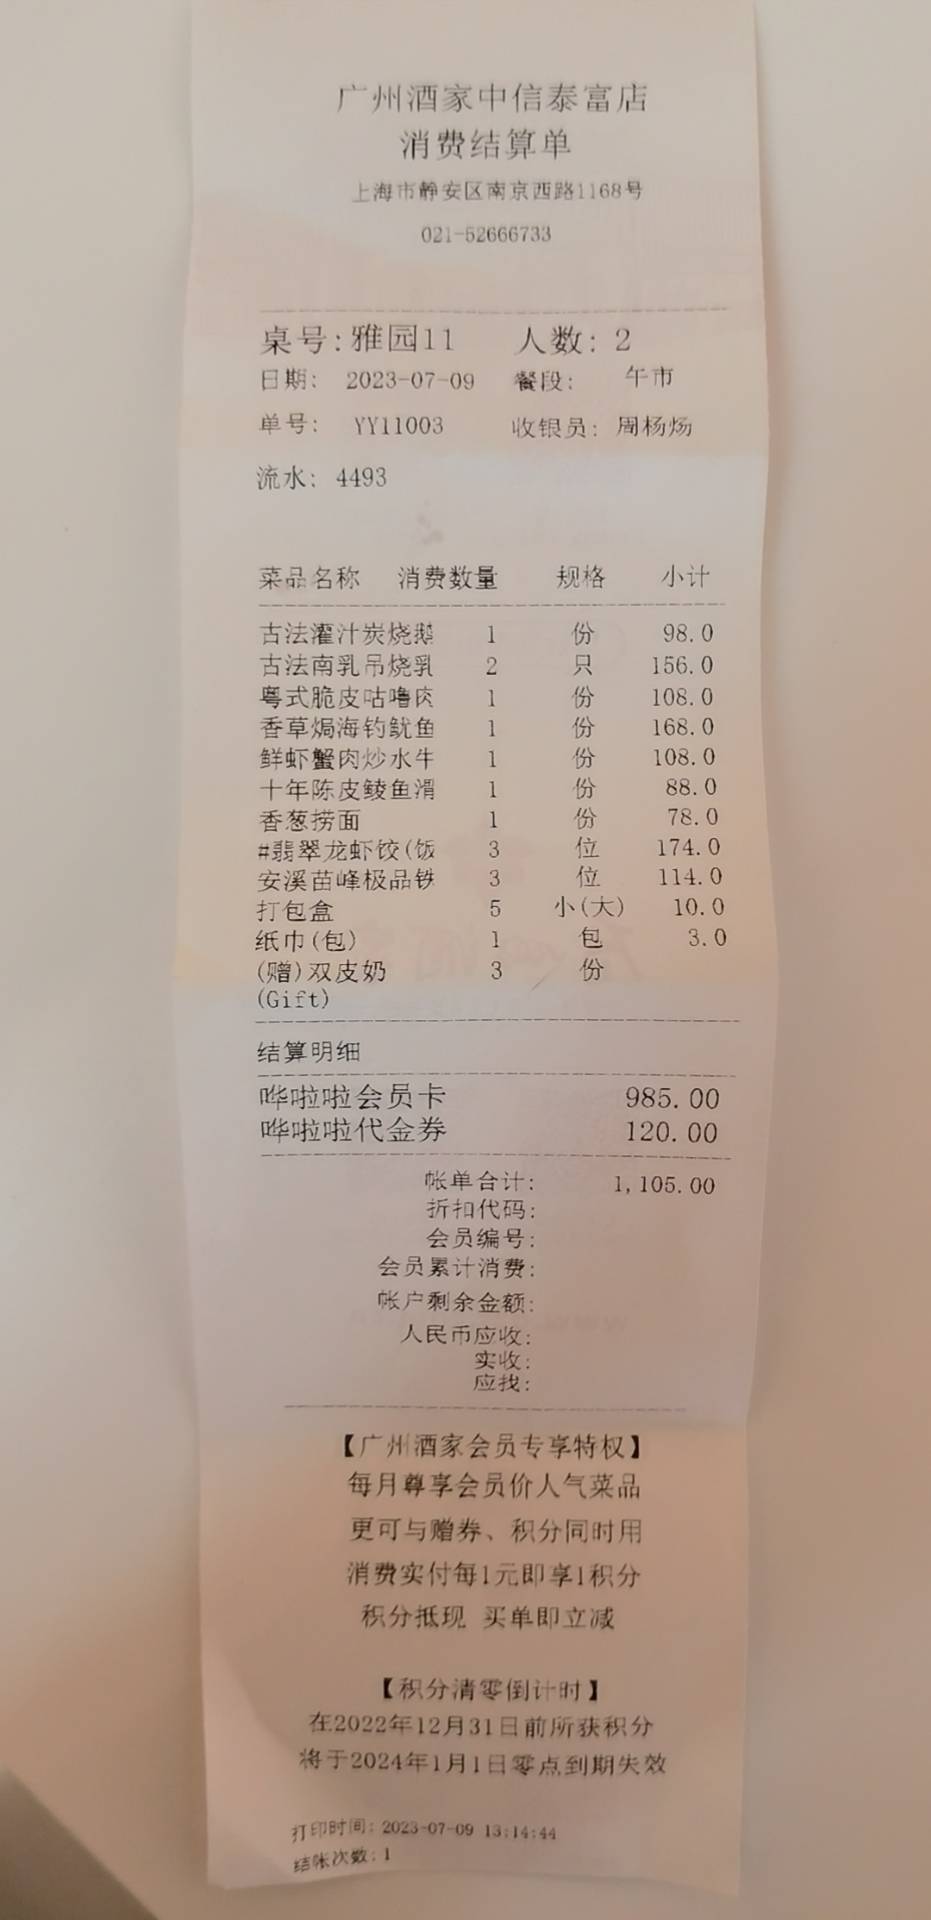 广州酒家中信泰富店
消费结算单
上海市静安区南京西路1168号
021-52666733
桌号:雅园11 人数: 2
日期: 2023-07-09 餐段: 午市
单号: YY11003 收银员: 周杨炀
流水: 4493
菜品名称 消费数量 规格 小计
古法灌汁炭烧鹅 1 份 98.0
古法南乳吊烧乳 2 只 156.0
粤式脆皮咕噜肉 1 份 108.0
香草焗海钓鱿鱼 1 份 168.0
鲜虾蟹肉炒水牛 1 份 108.0
十年陈皮鲮鱼滑 1 份 88.0
香葱捞面 1 份 78.0
#翡翠龙虾饺(饭 3 位 174.0
安溪苗峰极品铁 3 位 114.0
打包盒 5 小(大) 10.0
纸巾(包) 1 包 3.0
(赠)双皮奶 3 份
(Gift)
结算明细
哗啦啦会员卡 985.00
哗啦啦代金券 120.00
帐单合计: 1,105.00
折扣代码:
会员编号:
会员累计消费:
帐户剩余金额:
人民币应收:
实收:
应找:
【广州酒家会员专享特权】
每月尊享会员价人气菜品
更可与赠券、积分同时用
消费实付每1元即享1积分
积分抵现 买单即立减
【积分清零倒计时】
在2022年12月31日前所获积分
将于2024年1月1日零点到期失效
打印时间: 2023-07-09 13:14:44
结帐次数: 1